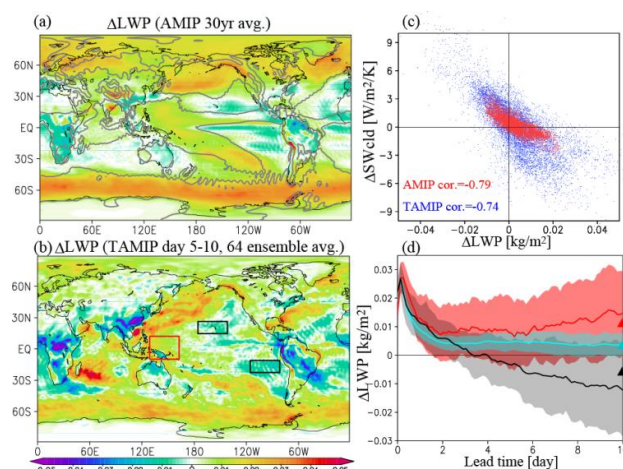 (a) ΔLWP (AMIP 30yr avg.)
60N
30N
EQ
30S
60S
0 60E 120E 180 120W 60W
(b) ΔLWP (TAMIP day 5-10, 64 ensemble avg.)
60N
30N
EQ
30S
60S
0 60E 120E 180 120W 60W
(c)
ΔSWcld [W/m²/K]
9
6
3
0
-3
-6
-9
AMIP cor.=-0.79
TAMIP cor.=-0.74
−0.04 −0.02 0 0.02 0.04
ΔLWP [kg/m²]
(d)
ΔLWP [kg/m²]
0.03
0.02
0.01
0
-0.01
-0.02
-0.03
0 2 4 6 8 10
Lead time [day]